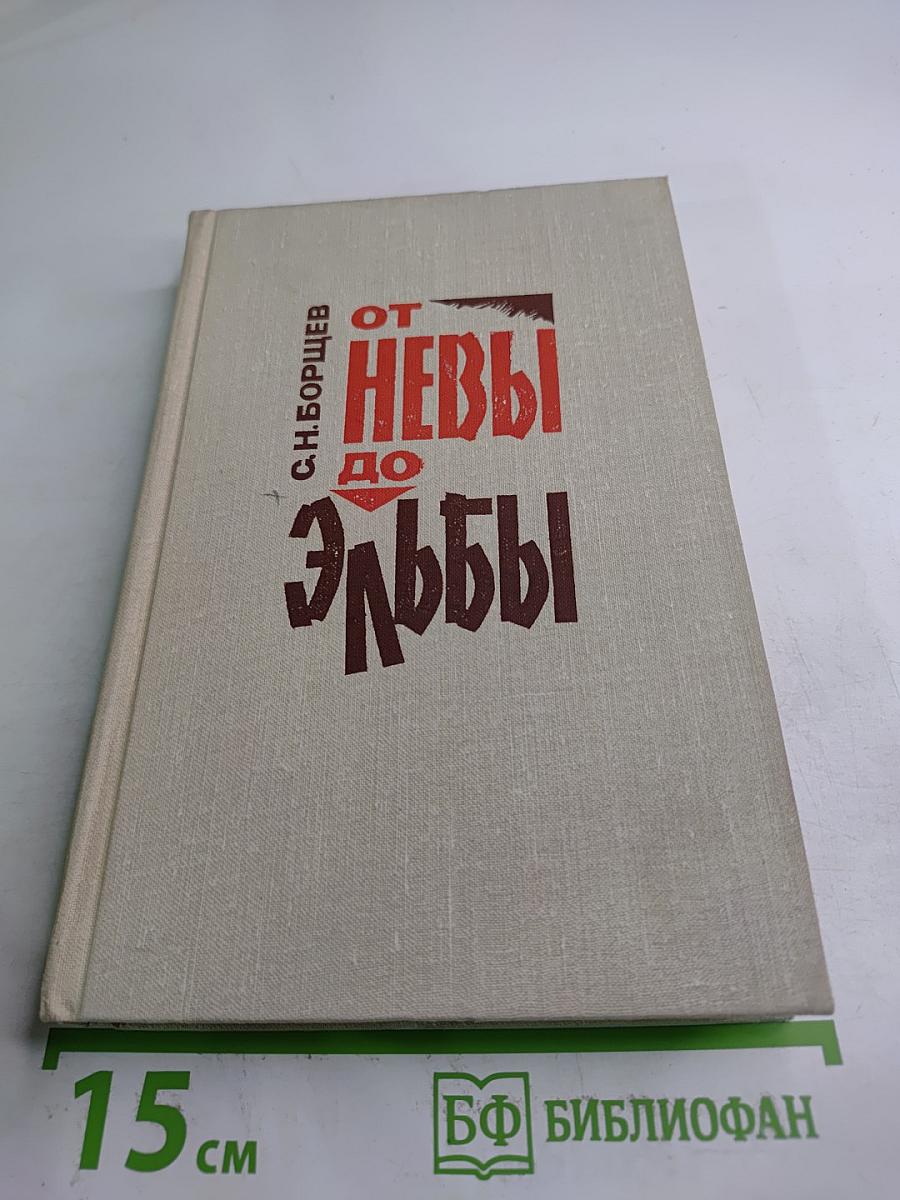 С.Н.БОРЩЕВ
ОТ
НЕВЫ
ДО
ЭЛЬБЫ
15 см
БФ БИБЛИОФАН